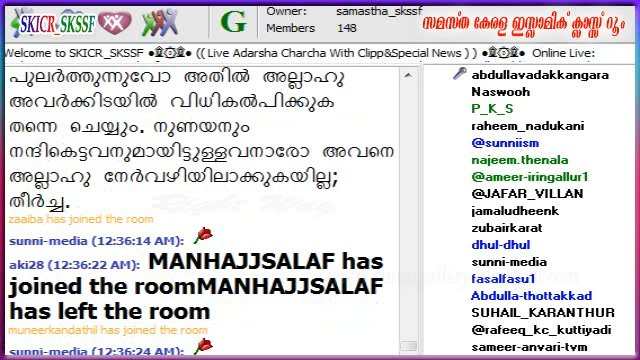 SKICR_SKSSF
G
Owner: samastha_skssf
Members 148
സമസ്ത കേരള ഇസ്ലാമിക് ക്ലാസ്സ് റൂം
Welcome to SKICR_SKSSF (( Live Adarsha Charcha With Clipp&Special News )) Online Live:
പുലർത്തുന്നുവോ അതിൽ അല്ലാഹു
അവർക്കിടയിൽ വിധികൽപിക്കുക
തന്നെ ചെയ്യും. നുണയനും
നന്ദികെട്ടവനുമായിട്ടുള്ളവനാരോ അവനെ
അല്ലാഹു നേർവഴിയിലാക്കുകയില്ല;
തീർച്ച.
zaaiba has joined the room
sunni-media (12:36:14 AM):
aki28 (12:36:22 AM): MANHAJJSALAF has
joined the roomMANHAJJSALAF
has left the room
muneerkandathil has joined the room
sunni-media (12:36:24 AM):
abdullavadakkangara
Naswooh
P_K_S
raheem_nadukani
@sunniism
najeem.thenala
@ameer-iringallur1
@JAFAR_VILLAN
jamaludheenk
zubairkarat
dhul-dhul
sunni-media
fasalfasu1
Abdulla-thottakkad
SUHAIL_KARANTHUR
@rafeeq_kc_kuttiyadi
sameer-anvari-tvm